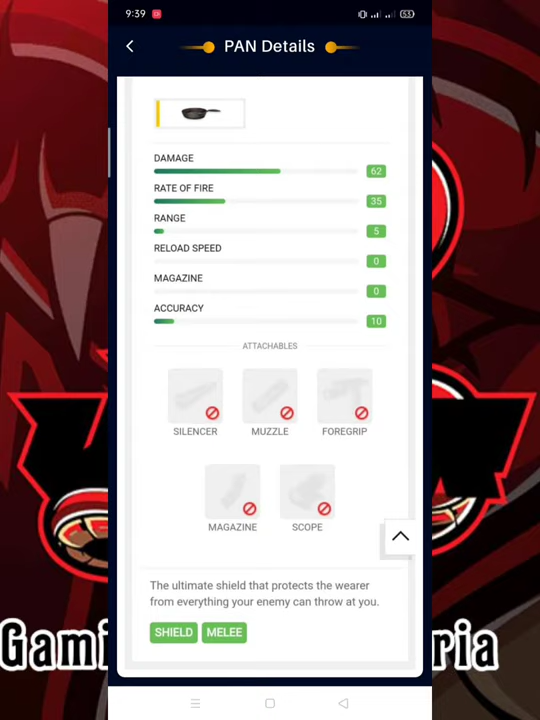 9:39
53
PAN Details
DAMAGE
62
RATE OF FIRE
35
RANGE
5
RELOAD SPEED
0
MAGAZINE
0
ACCURACY
10
ATTACHABLES
SILENCER MUZZLE FOREGRIP
MAGAZINE SCOPE
The ultimate shield that protects the wearer
from everything your enemy can throw at you.
SHIELD MELEE